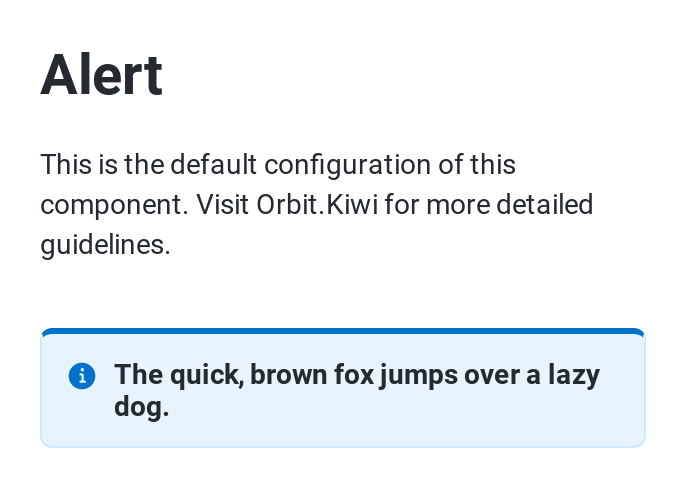 Alert
This is the default configuration of this
component. Visit Orbit.Kiwi for more detailed
guidelines.
The quick, brown fox jumps over a lazy
dog.